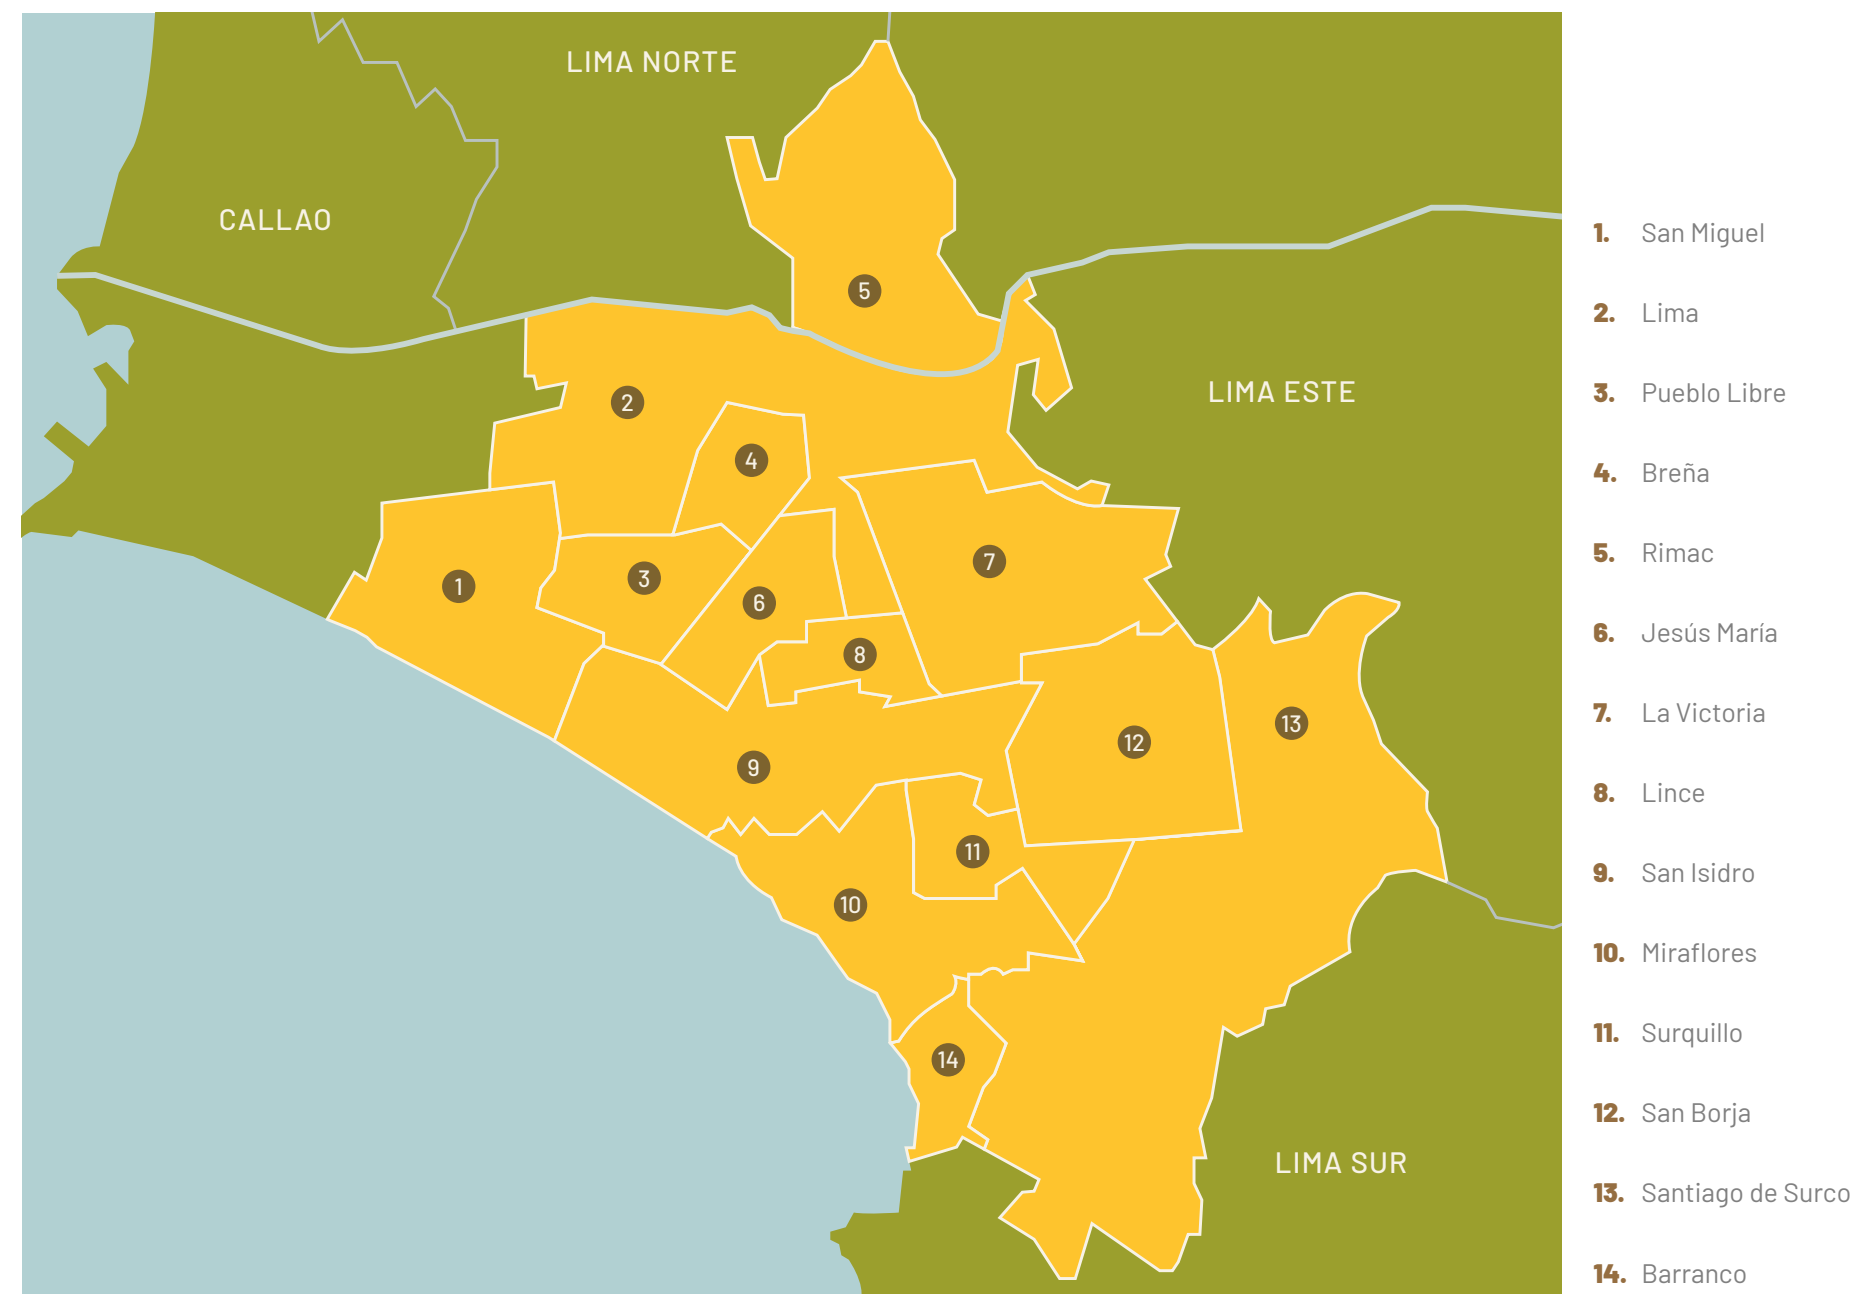 LIMA NORTE
CALLAO
LIMA ESTE
LIMA SUR
5
2
4
7
3
1
6
8
13
12
9
11
10
14
1. San Miguel
2. Lima
3. Pueblo Libre
4. Breña
5. Rimac
6. Jesús María
7. La Victoria
8. Lince
9. San Isidro
10. Miraflores
11. Surquillo
12. San Borja
13. Santiago de Surco
14. Barranco